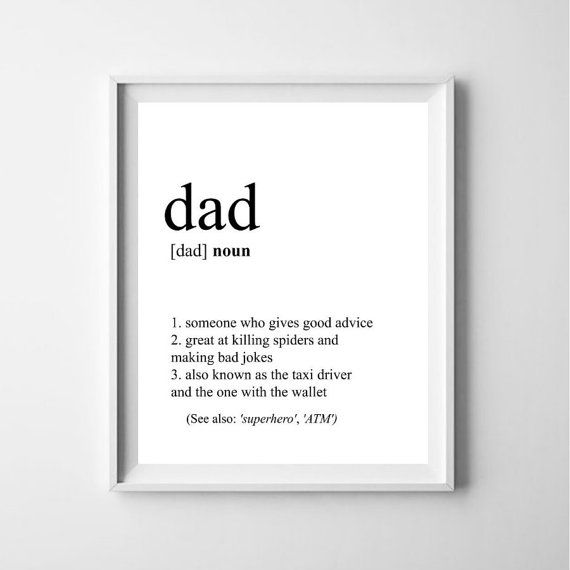 dad
[dad] noun
1. someone who gives good advice
2. great at killing spiders and
making bad jokes
3. also known as the taxi driver
and the one with the wallet
(See also: 'superhero', 'ATM')